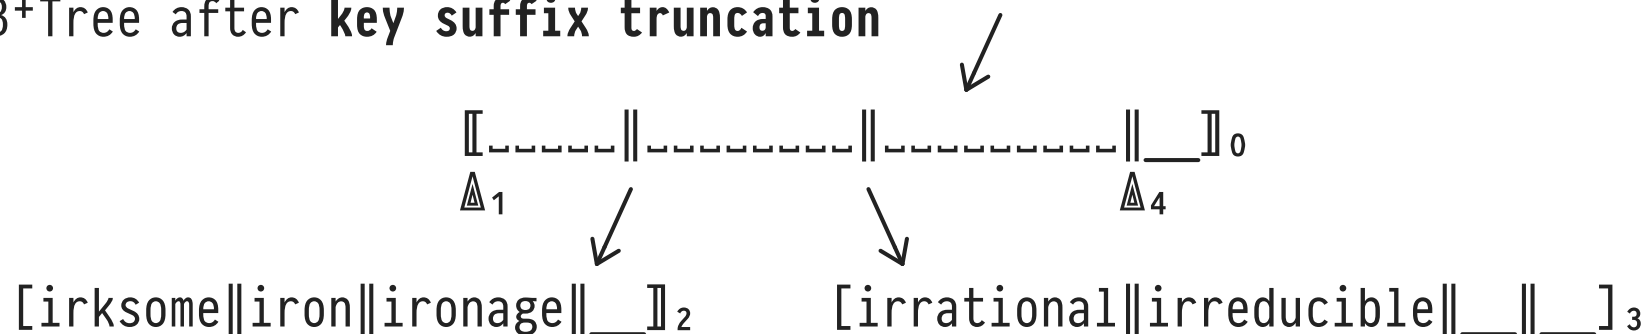 B⁺Tree after key suffix truncation
⟦␣␣␣␣␣‖␣␣␣␣␣␣␣␣‖␣␣␣␣␣␣␣␣␣‖__⟧₀
⟁₁ ⟁₄
[irksome‖iron‖ironage‖__⟧₂ [irrational‖irreducible‖__‖__]₃